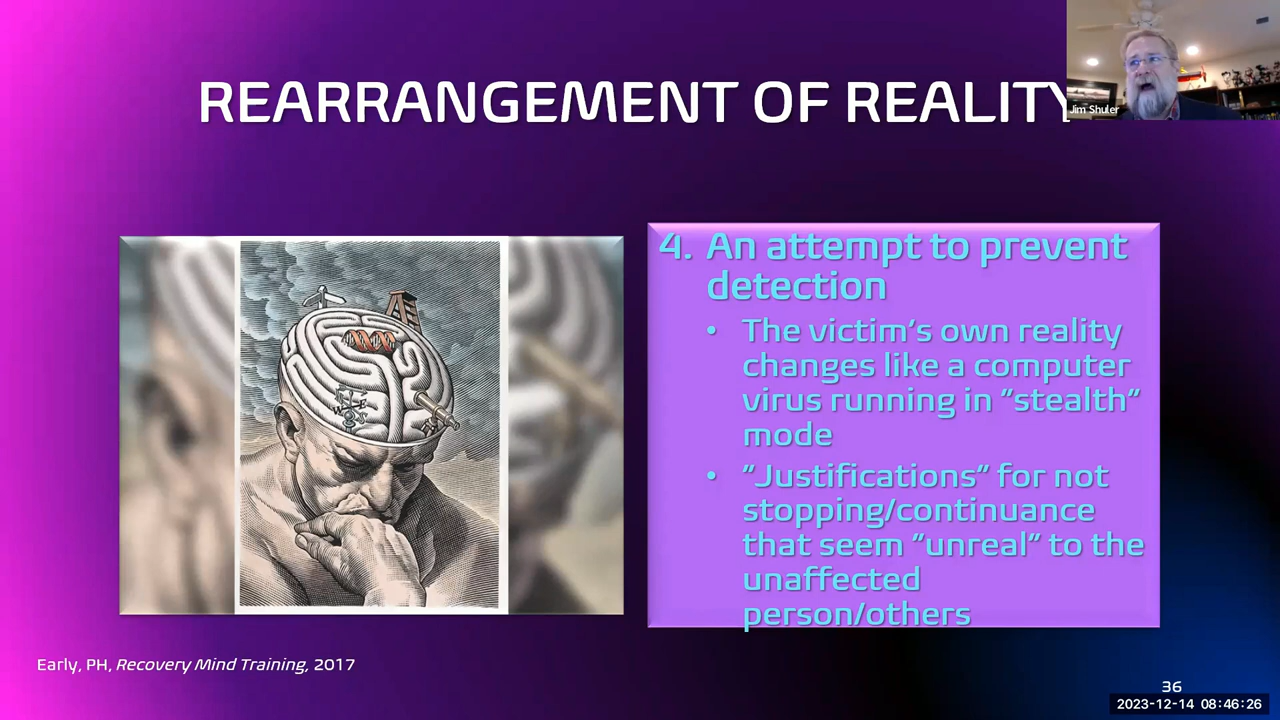 REARRANGEMENT OF REALITY
Jim Shuler
4. An attempt to prevent
detection
• The victim's own reality
changes like a computer
virus running in "stealth"
mode
• "Justifications" for not
stopping/continuance
that seem "unreal" to the
unaffected
person/others
Early, PH, Recovery Mind Training, 2017
36
2023-12-14 08:46:26